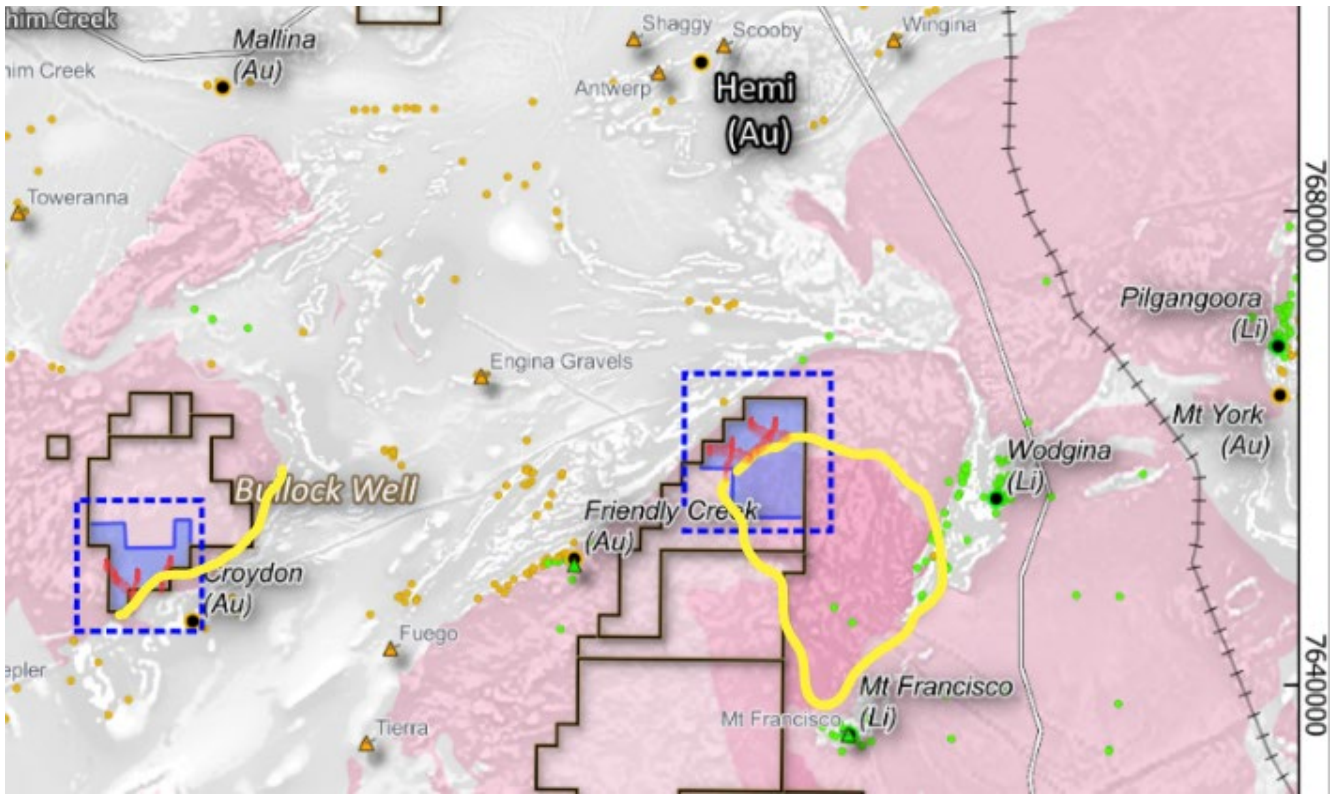 him Creek
Mallina
(Au)
Shaggy
Scooby
Wingina
him Creek
Antwerp
Hemi
(Au)
Toweranna
7680000
Pilgangoora
(Li)
Engina Gravels
Mt York
(Au)
Wodgina
(Li)
Bullock Well
Friendly Creek
(Au)
Croydon
(Au)
Fuego
epler
7640000
Mt Francisco
(Li)
Mt Francisco
Tierra